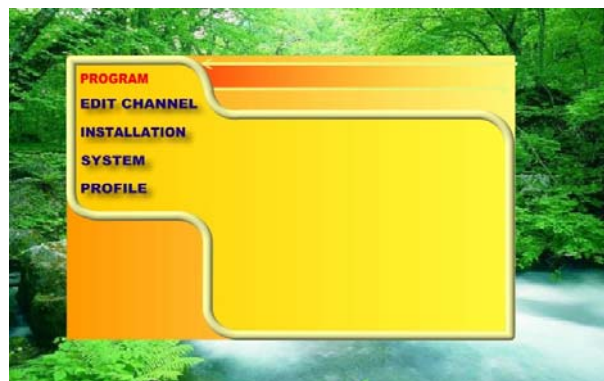 PROGRAM
EDIT CHANNEL
INSTALLATION
SYSTEM
PROFILE